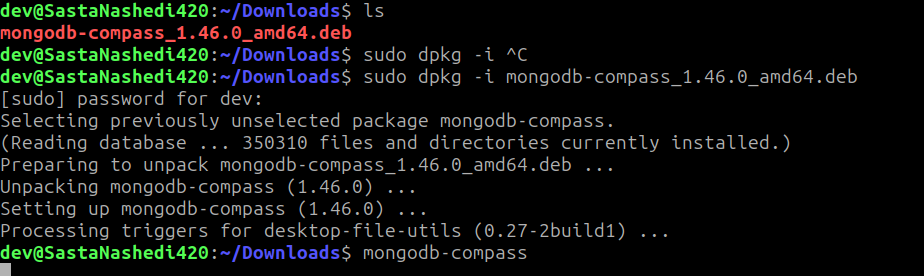 dev@SastaNashedi420:~/Downloads$ ls
mongodb-compass_1.46.0_amd64.deb
dev@SastaNashedi420:~/Downloads$ sudo dpkg -i ^C
dev@SastaNashedi420:~/Downloads$ sudo dpkg -i mongodb-compass_1.46.0_amd64.deb
[sudo] password for dev:
Selecting previously unselected package mongodb-compass.
(Reading database ... 350310 files and directories currently installed.)
Preparing to unpack mongodb-compass_1.46.0_amd64.deb ...
Unpacking mongodb-compass (1.46.0) ...
Setting up mongodb-compass (1.46.0) ...
Processing triggers for desktop-file-utils (0.27-2build1) ...
dev@SastaNashedi420:~/Downloads$ mongodb-compass